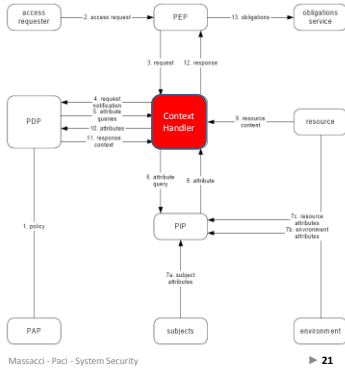 access
requester
2. access request
PEP
13. obligations
obligations
service
3. request
12. response
4. request
notification
5. attribute
queries
10. attributes
11. response
context
PDP
Context
Handler
9. resource
content
resource
6. attribute
query
8. attribute
1. policy
PIP
7c. resource
attributes
7b. environment
attributes
7a. subject
attributes
PAP
subjects
environment
Massacci - Paci - System Security
► 21